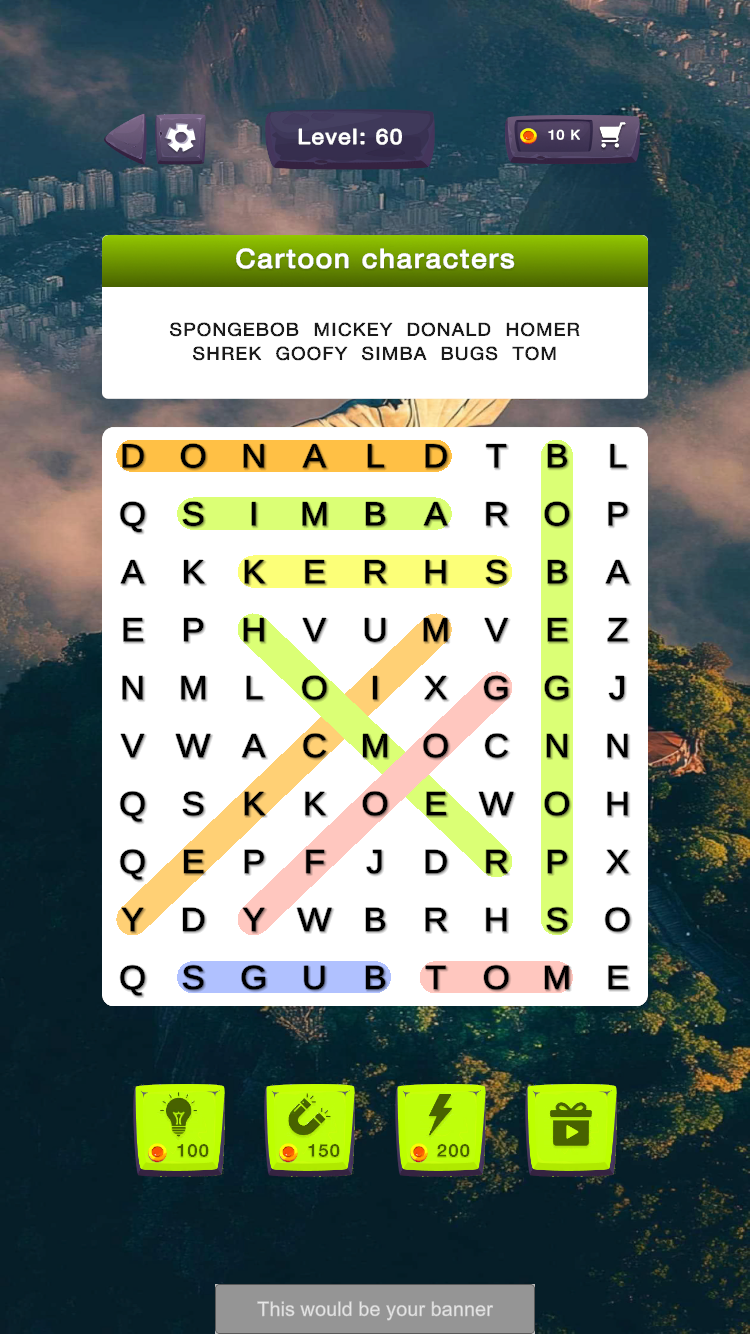 Level: 60
10 K
Cartoon characters
SPONGEBOB MICKEY DONALD HOMER
SHREK GOOFY SIMBA BUGS TOM
D O N A L D T B L
Q S I M B A R O P
A K K E R H S B A
E P H V U M V E Z
N M L O I X G G J
V W A C M O C N N
Q S K K O E W O H
Q E P F J D R P X
Y D Y W B R H S O
Q S G U B T O M E
100 150 200
This would be your banner